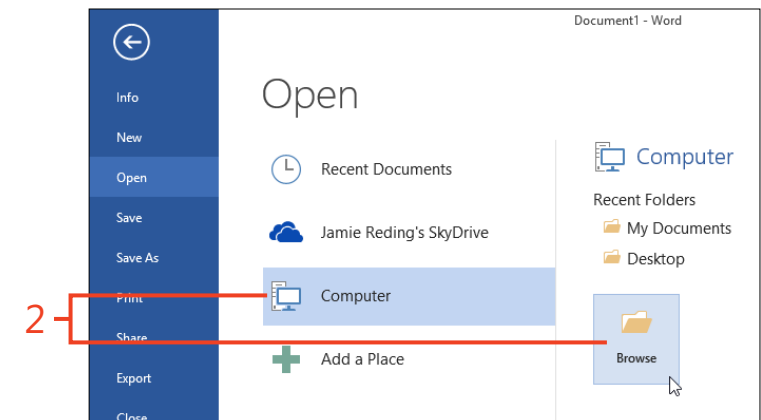 Document1 - Word
Info
New
Open
Save
Save As
Print
Share
Export
Close
Open
Recent Documents
Jamie Reding's SkyDrive
Computer
Add a Place
Computer
Recent Folders
My Documents
Desktop
Browse
2